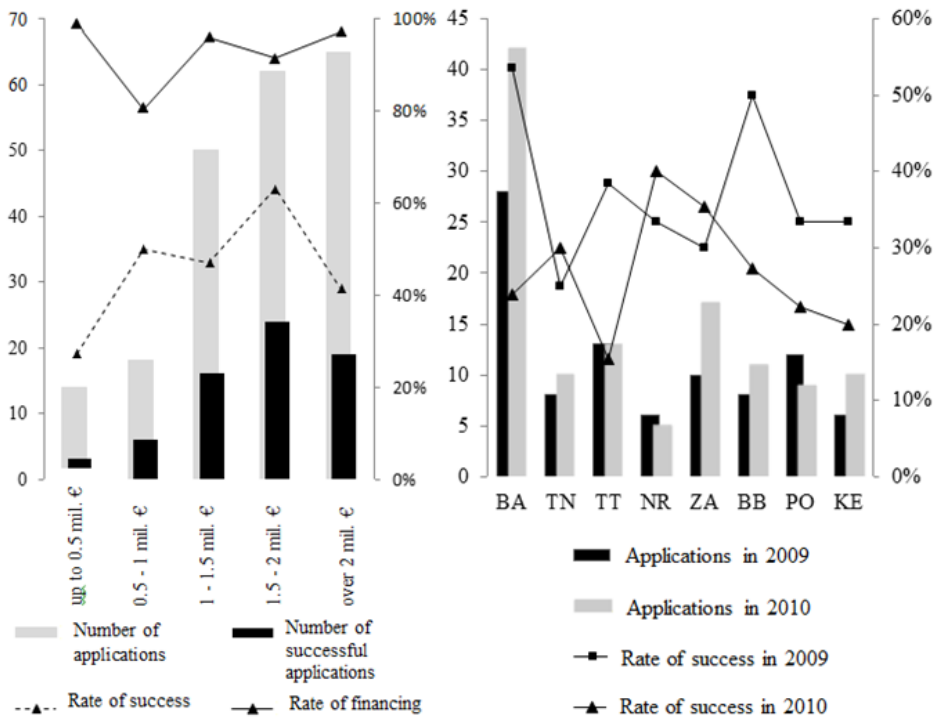 70
60
50
40
30
20
10
0
100%
80%
60%
40%
20%
0%
up to 0.5 mil. €
0.5 - 1 mil. €
1 - 1.5 mil. €
1.5 - 2 mil. €
over 2 mil. €
Number of
applications
Number of
successful
applications
Rate of success
Rate of financing
45
40
35
30
25
20
15
10
5
0
60%
50%
40%
30%
20%
10%
0%
BA TN TT NR ZA BB PO KE
Applications in 2009
Applications in 2010
Rate of success in 2009
Rate of success in 2010